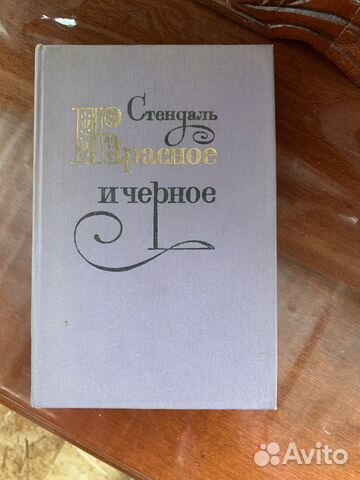 Стендаль
Красное
и черное
Avito